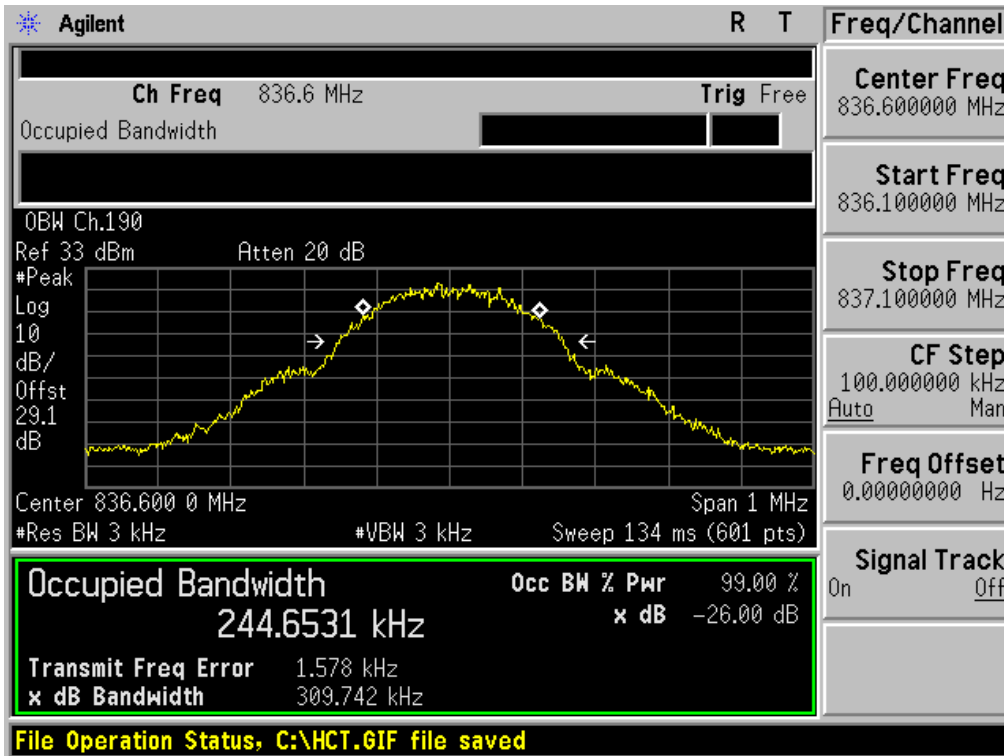 Agilent
R T
Freq/Channel
Ch Freq 836.6 MHz
Trig Free
Occupied Bandwidth
Center Freq
836.600000 MHz
Start Freq
836.100000 MHz
Stop Freq
837.100000 MHz
CF Step
100.000000 kHz
Auto Man
Freq Offset
0.00000000 Hz
Signal Track
On Off
OBW Ch.190
Ref 33 dBm
Atten 20 dB
#Peak
Log
10
dB/
Offst
29.1
dB
Center 836.600 0 MHz
Span 1 MHz
#Res BW 3 kHz
#VBW 3 kHz
Sweep 134 ms (601 pts)
Occupied Bandwidth
244.6531 kHz
Occ BW % Pwr 99.00 %
x dB -26.00 dB
Transmit Freq Error 1.578 kHz
x dB Bandwidth 309.742 kHz
File Operation Status, C:\HCT.GIF file saved